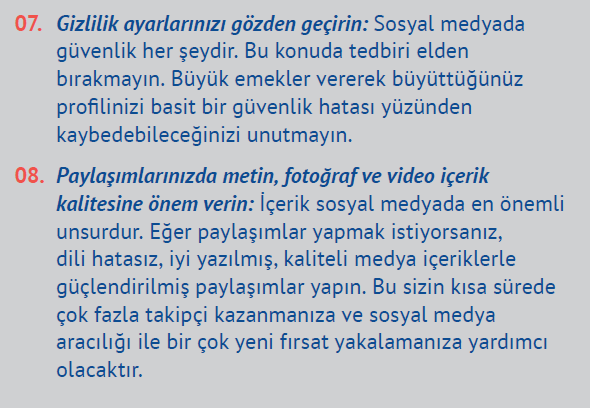 07. Gizlilik ayarlarınızı gözden geçirin: Sosyal medyada
güvenlik her şeydir. Bu konuda tedbiri elden
bırakmayın. Büyük emekler vererek büyüttüğünüz
profilinizi basit bir güvenlik hatası yüzünden
kaybedebileceğinizi unutmayın.
08. Paylaşımlarınızda metin, fotoğraf ve video içerik
kalitesine önem verin: İçerik sosyal medyada en önemli
unsurdur. Eğer paylaşımlar yapmak istiyorsanız,
dili hatasız, iyi yazılmış, kaliteli medya içeriklerle
güçlendirilmiş paylaşımlar yapın. Bu sizin kısa sürede
çok fazla takipçi kazanmanıza ve sosyal medya
aracılığı ile bir çok yeni fırsat yakalamanıza yardımcı
olacaktır.